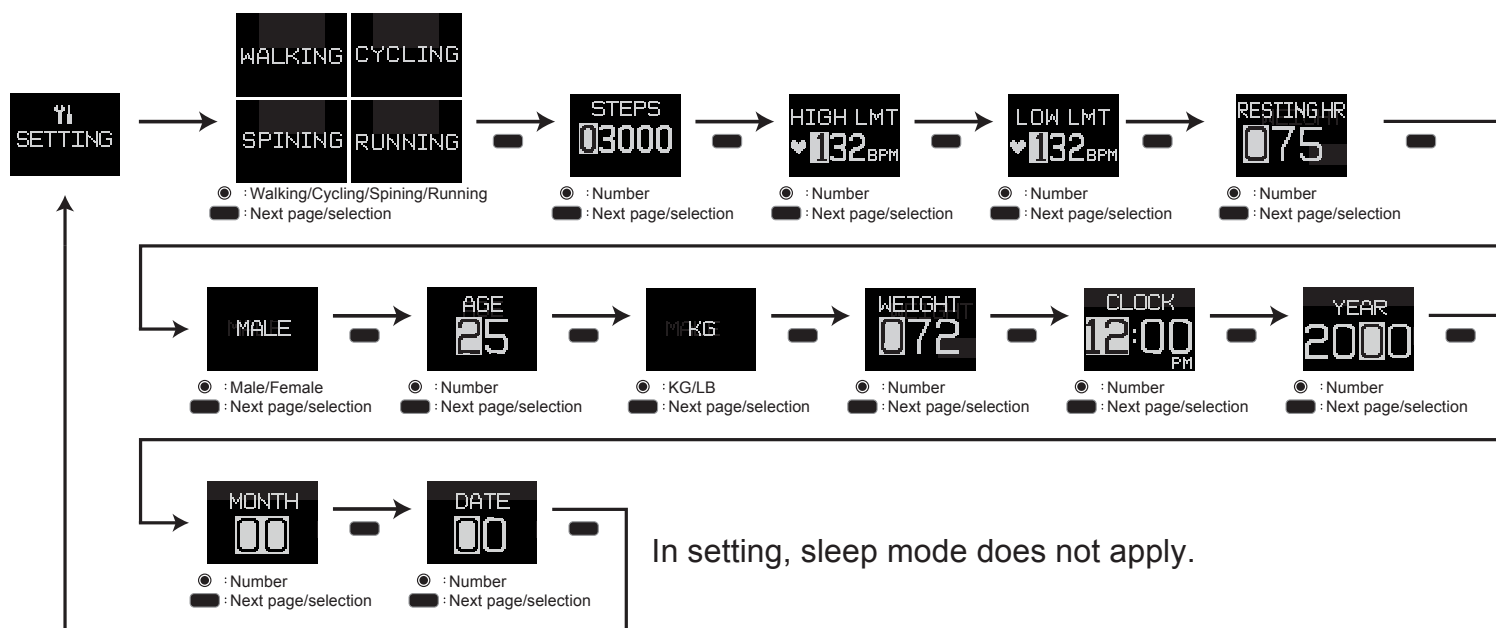 SETTING
WALKING CYCLING
SPINING RUNNING
: Walking/Cycling/Spining/Running
: Next page/selection
STEPS
03000
: Number
: Next page/selection
HIGH LMT
132 BPM
: Number
: Next page/selection
LOW LMT
132 BPM
: Number
: Next page/selection
RESTING HR
075
: Number
: Next page/selection
MALE
: Male/Female
: Next page/selection
AGE
25
: Number
: Next page/selection
KG
: KG/LB
: Next page/selection
WEIGHT
072
: Number
: Next page/selection
CLOCK
12:00
PM
: Number
: Next page/selection
YEAR
2000
: Number
: Next page/selection
MONTH
00
: Number
: Next page/selection
DATE
00
: Number
: Next page/selection
In setting, sleep mode does not apply.